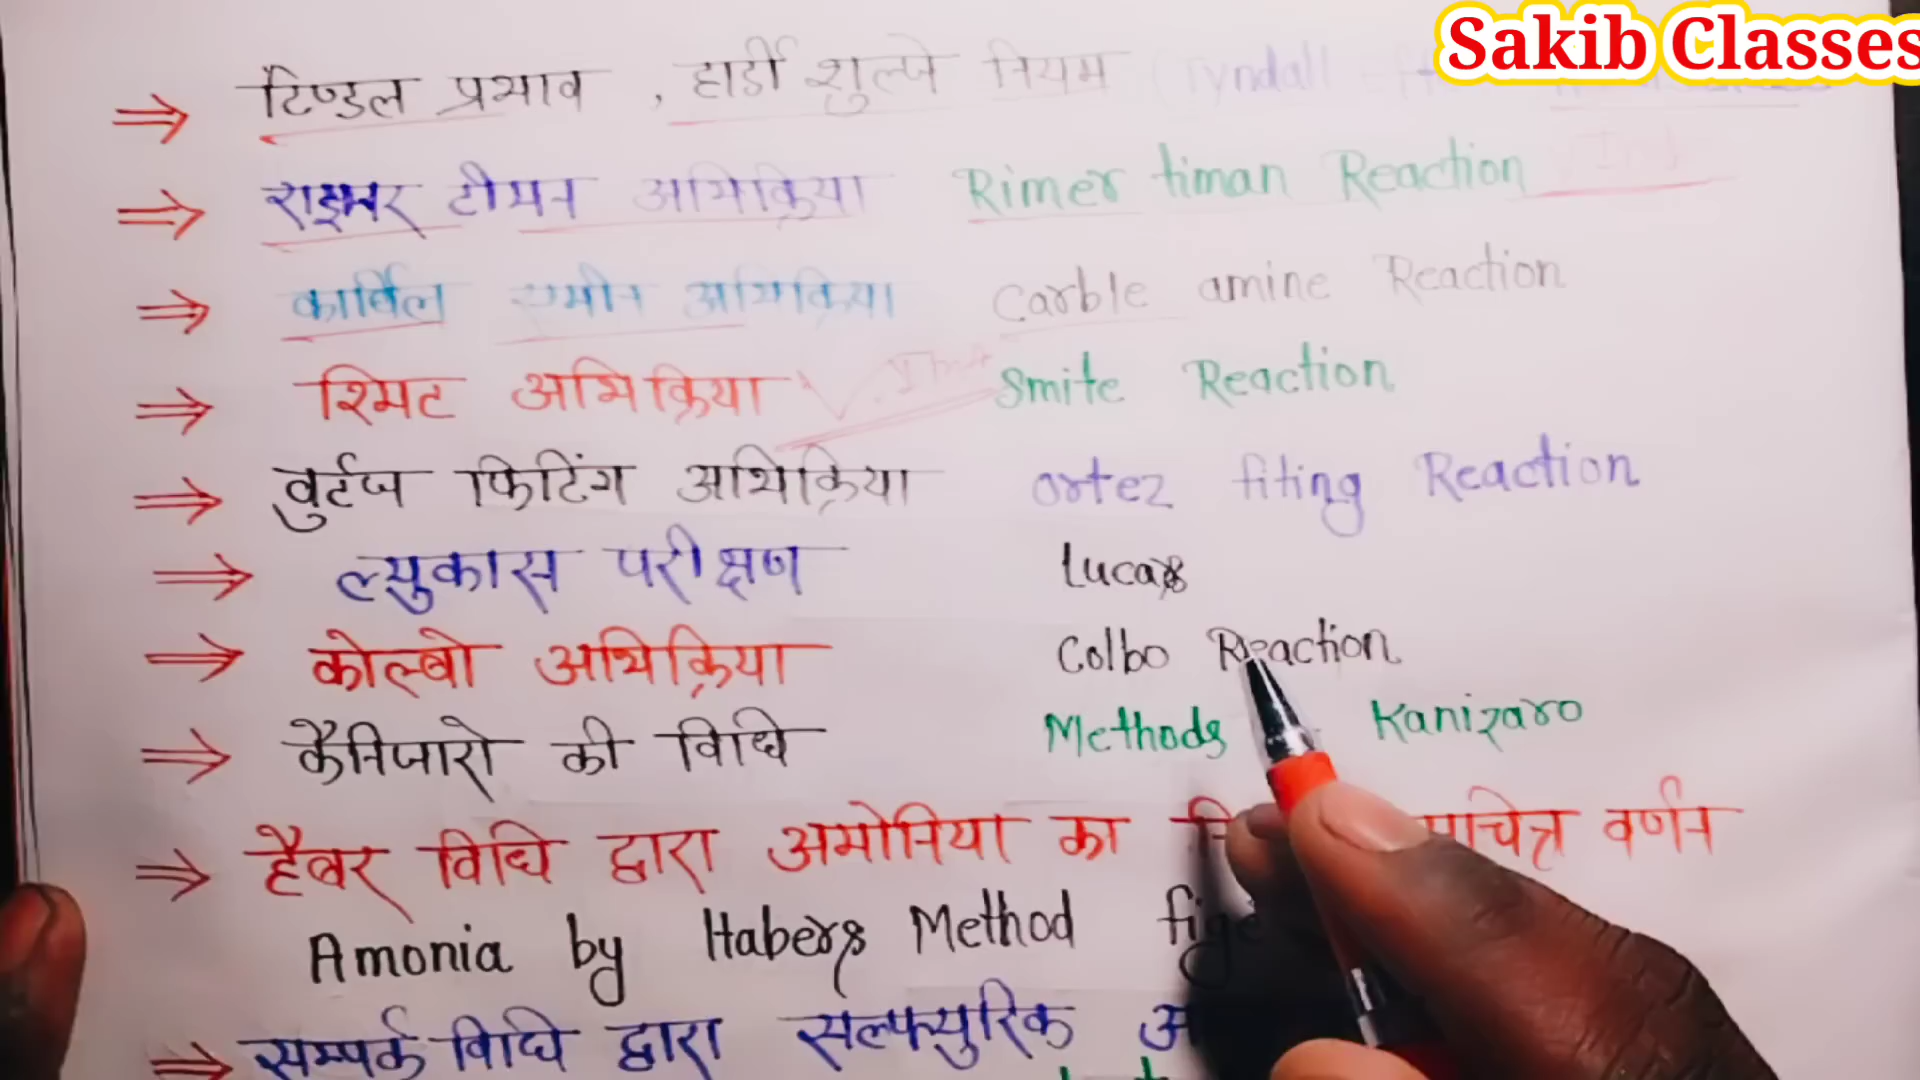 Sakib Classes
टिण्डल प्रभाव , हार्डी शुल्जे नियम (Tyndall
राइमर टीमन अभिक्रिया Rimer timan Reaction
कार्बिल एमीन अभिक्रिया Carble amine Reaction
श्मिट अभिक्रिया V. Imt Smite Reaction
वुर्टज फिटिंग अभिक्रिया ortez fiting Reaction
ल्युकास परीक्षण Lucas
कोल्बो अभिक्रिया Colbo Reaction
कैनिजारो की विधि Methods Kanizaro
हैबर विधि द्वारा अमोनिया का वर्णन
Amonia by Habers Method
सम्पर्क विधि द्वारा सल्फ्युरिक